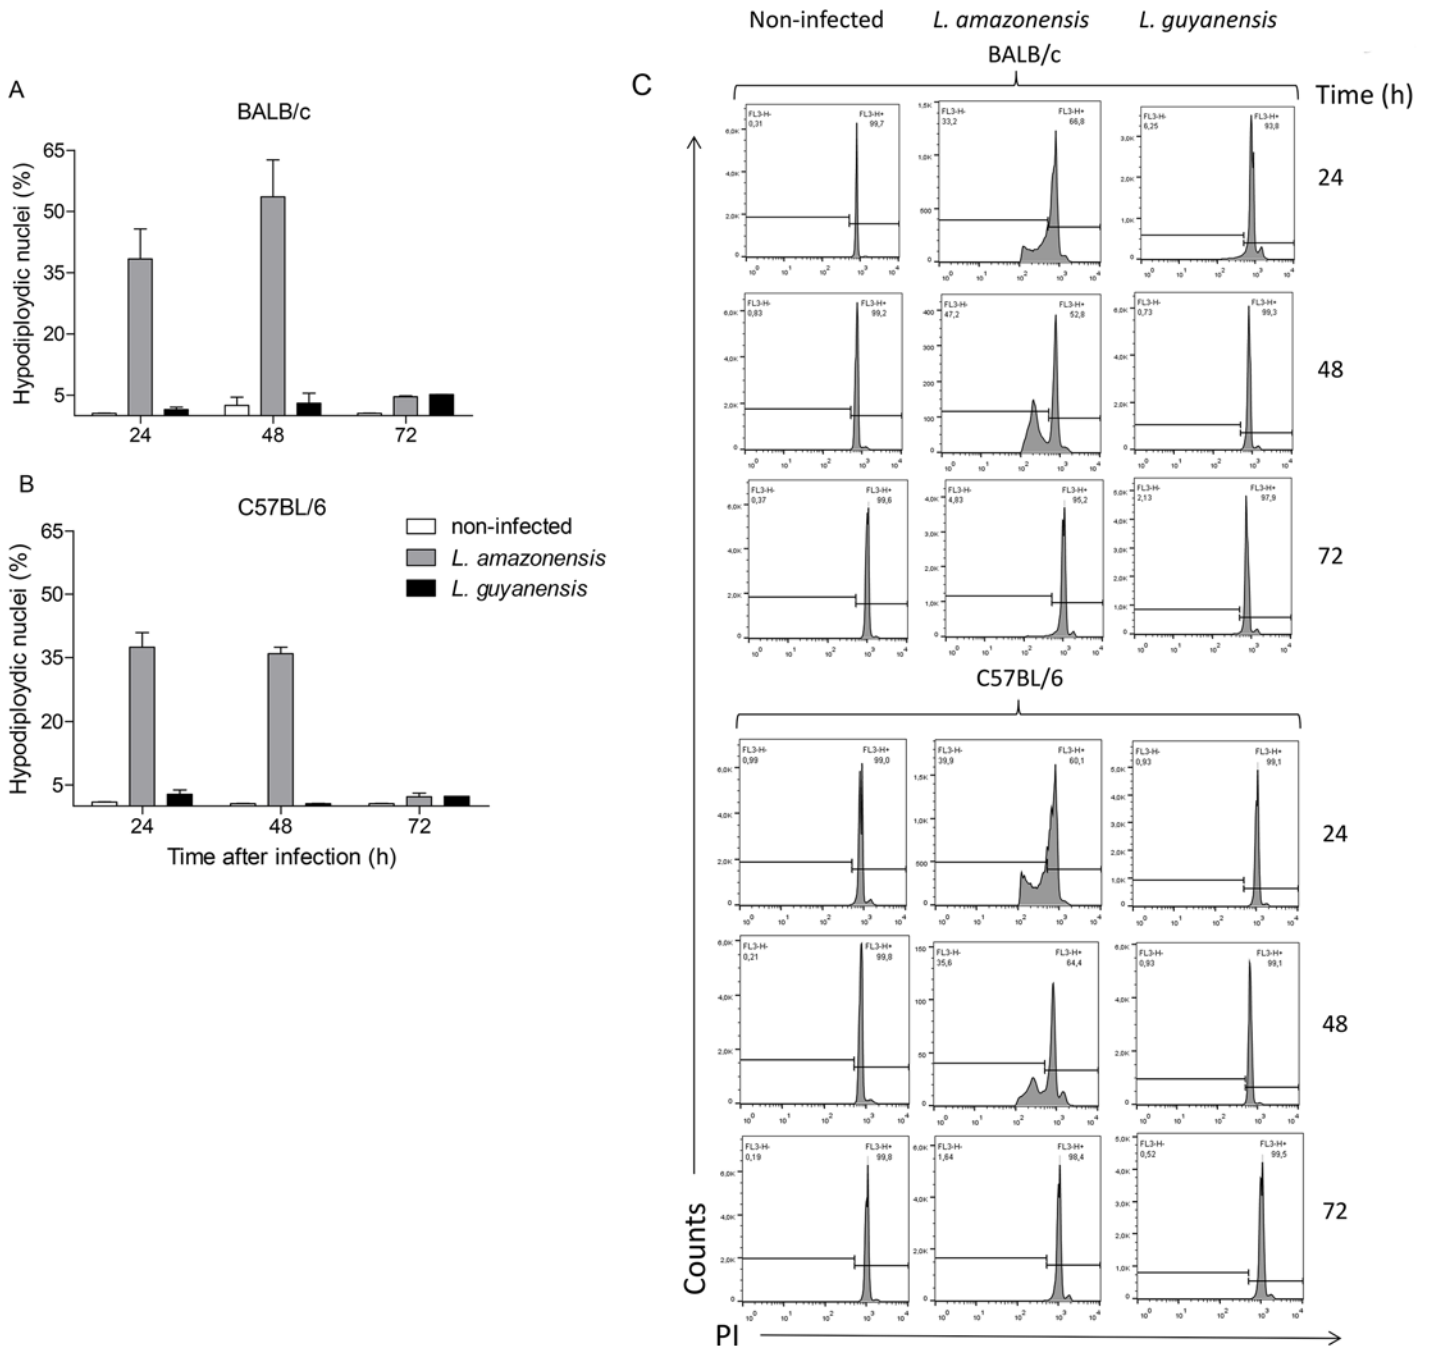 A
BALB/c
Hypodiploydic nuclei (%)
65
50
35
20
5
24
48
72
B
C57BL/6
Hypodiploydic nuclei (%)
65
50
35
20
5
24
48
72
Time after infection (h)
non-infected
L. amazonensis
L. guyanensis
C
Non-infected
L. amazonensis
L. guyanensis
BALB/c
Time (h)
FL3-H- FL3-H+
0,31 99,7
FL3-H- FL3-H+
33,2 66,8
FL3-H- FL3-H+
6,25 93,8
24
FL3-H- FL3-H+
0,83 99,2
FL3-H- FL3-H+
47,2 52,8
FL3-H- FL3-H+
0,73 99,3
48
FL3-H- FL3-H+
0,37 99,6
FL3-H- FL3-H+
4,83 95,2
FL3-H- FL3-H+
2,13 97,9
72
C57BL/6
FL3-H- FL3-H+
0,99 99,0
FL3-H- FL3-H+
39,9 60,1
FL3-H- FL3-H+
0,93 99,1
24
FL3-H- FL3-H+
0,21 99,8
FL3-H- FL3-H+
35,6 64,4
FL3-H- FL3-H+
0,93 99,1
48
FL3-H- FL3-H+
0,19 99,8
FL3-H- FL3-H+
1,64 98,4
FL3-H- FL3-H+
0,52 99,5
72
Counts
PI